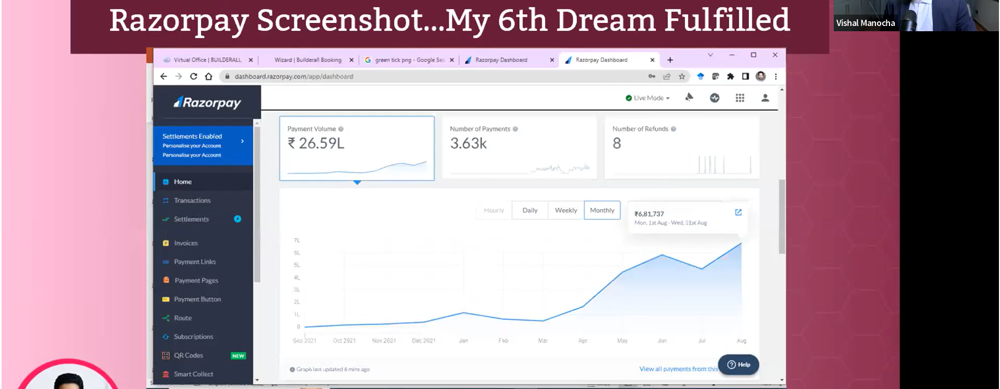 Razorpay Screenshot...My 6th Dream Fulfilled
Vishal Manocha
Virtual Office | BUILDERALL
Wizard | Builderall Booking
green tick png - Google Sea
Razorpay Dashboard
Razorpay Dashboard
dashboard.razorpay.com/app/dashboard
Razorpay
Live Mode
Settlements Enabled
Personalise your Account
Personalise your Account
Home
Transactions
Settlements
Invoices
Payment Links
Payment Pages
Payment Button
Route
Subscriptions
QR Codes NEW
Smart Collect
Payment Volume
₹ 26.59L
Number of Payments
3.63k
Number of Refunds
8
Hourly Daily Weekly Monthly
₹6,81,737
Mon, 1st Aug - Wed, 31st Aug
7L
6L
5L
4L
3L
2L
1L
0
Sep 2021 Oct 2021 Nov 2021 Dec 2021 Jan Feb Mar Apr May Jun Jul Aug
Graph last updated 6 mins ago
View all payments from this
Help